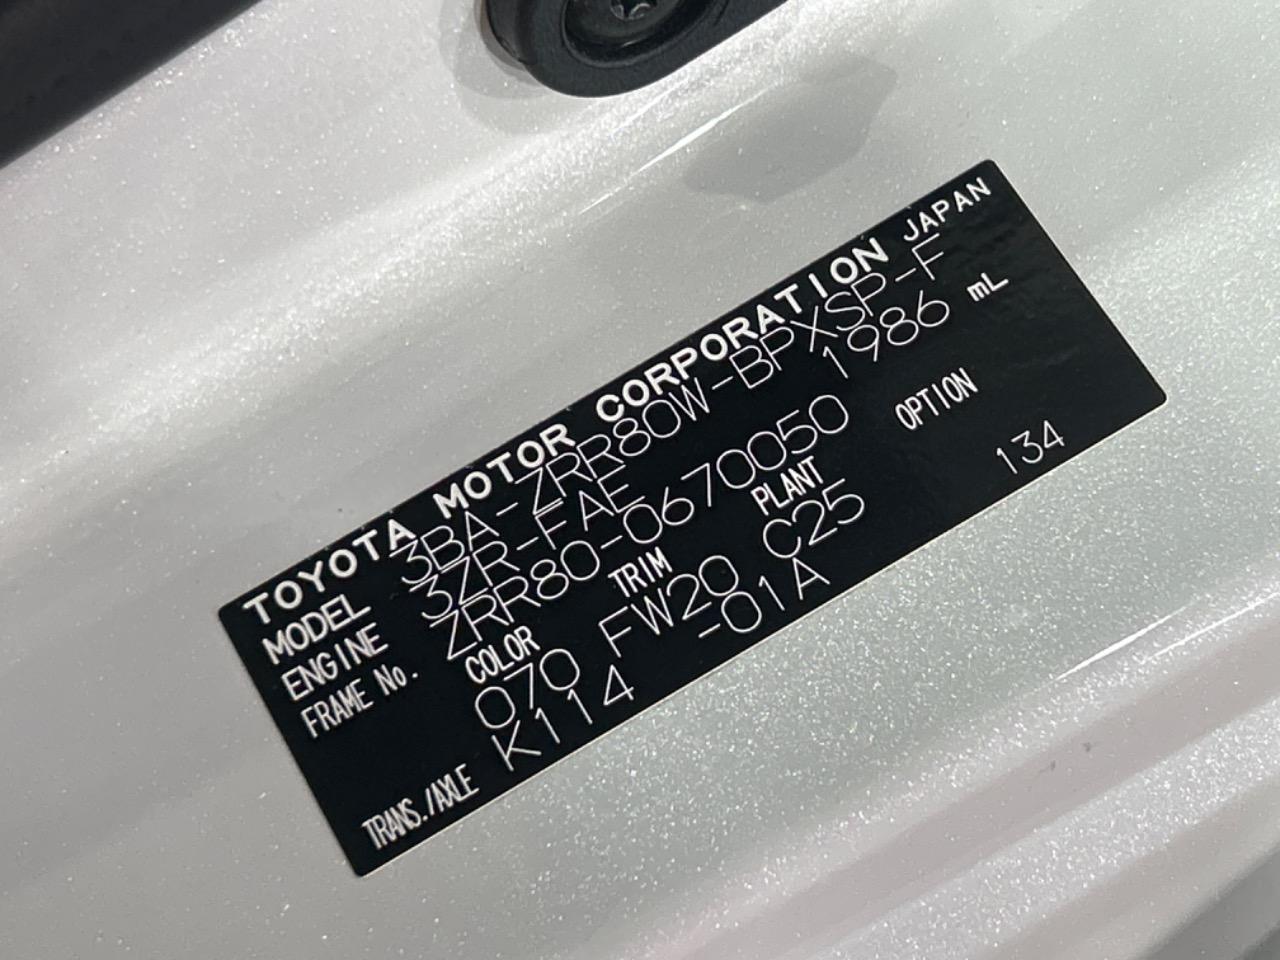 TOYOTA MOTOR CORPORATION JAPAN
MODEL 3BA-ZRR80W-BPXSP-F
ENGINE 3ZR-FAE 1986 mL
FRAME No. ZRR80-0670050
COLOR TRIM PLANT OPTION
070 FW20 C25 134
K114 -01A
TRANS./AXLE